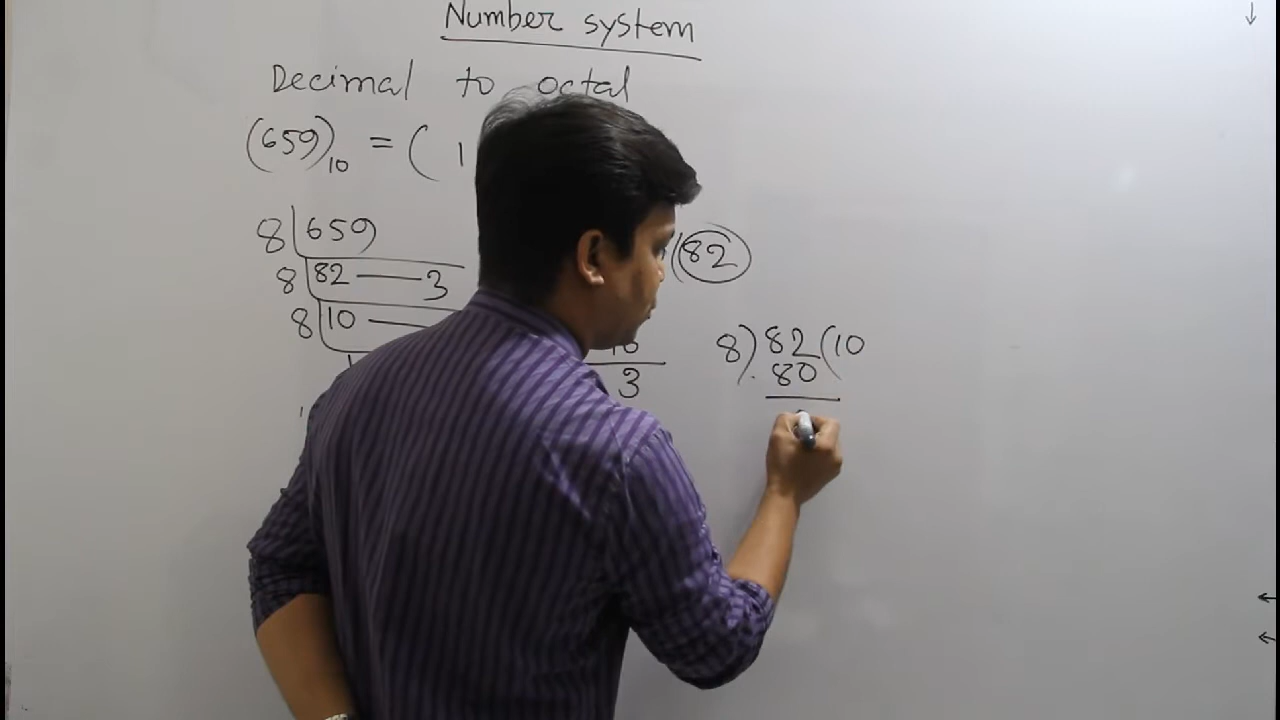 Number system
Decimal to octal
(659)10 = ( 1
8 659
8 82 — 3
8 10 —
(82
3
8) 82 (10
80